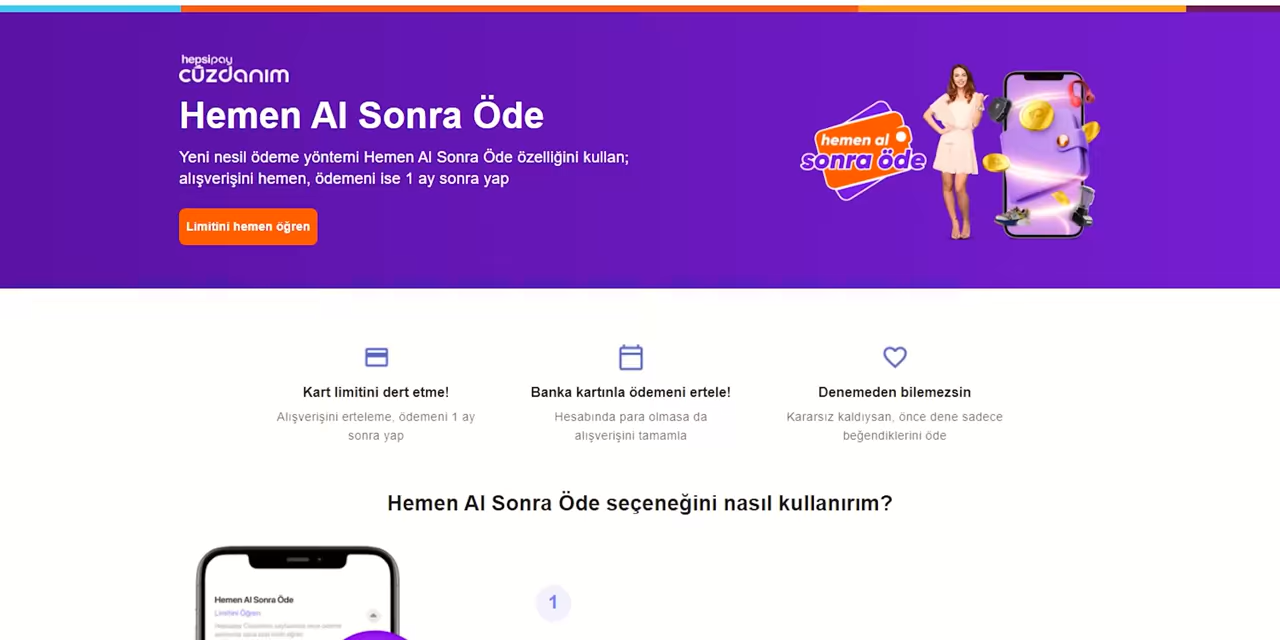 hepsipay
cüzdanım
Hemen Al Sonra Öde
Yeni nesil ödeme yöntemi Hemen Al Sonra Öde özelliğini kullan;
alışverişini hemen, ödemeni ise 1 ay sonra yap
Limitini hemen öğren
hemen al
sonra öde
Kart limitini dert etme!
Alışverişini erteleme, ödemeni 1 ay
sonra yap
Banka kartınla ödemeni ertele!
Hesabında para olmasa da
alışverişini tamamla
Denemeden bilemezsin
Kararsız kaldıysan, önce dene sadece
beğendiklerini öde
Hemen Al Sonra Öde seçeneğini nasıl kullanırım?
Hemen Al Sonra Öde
Limitini Öğren
1